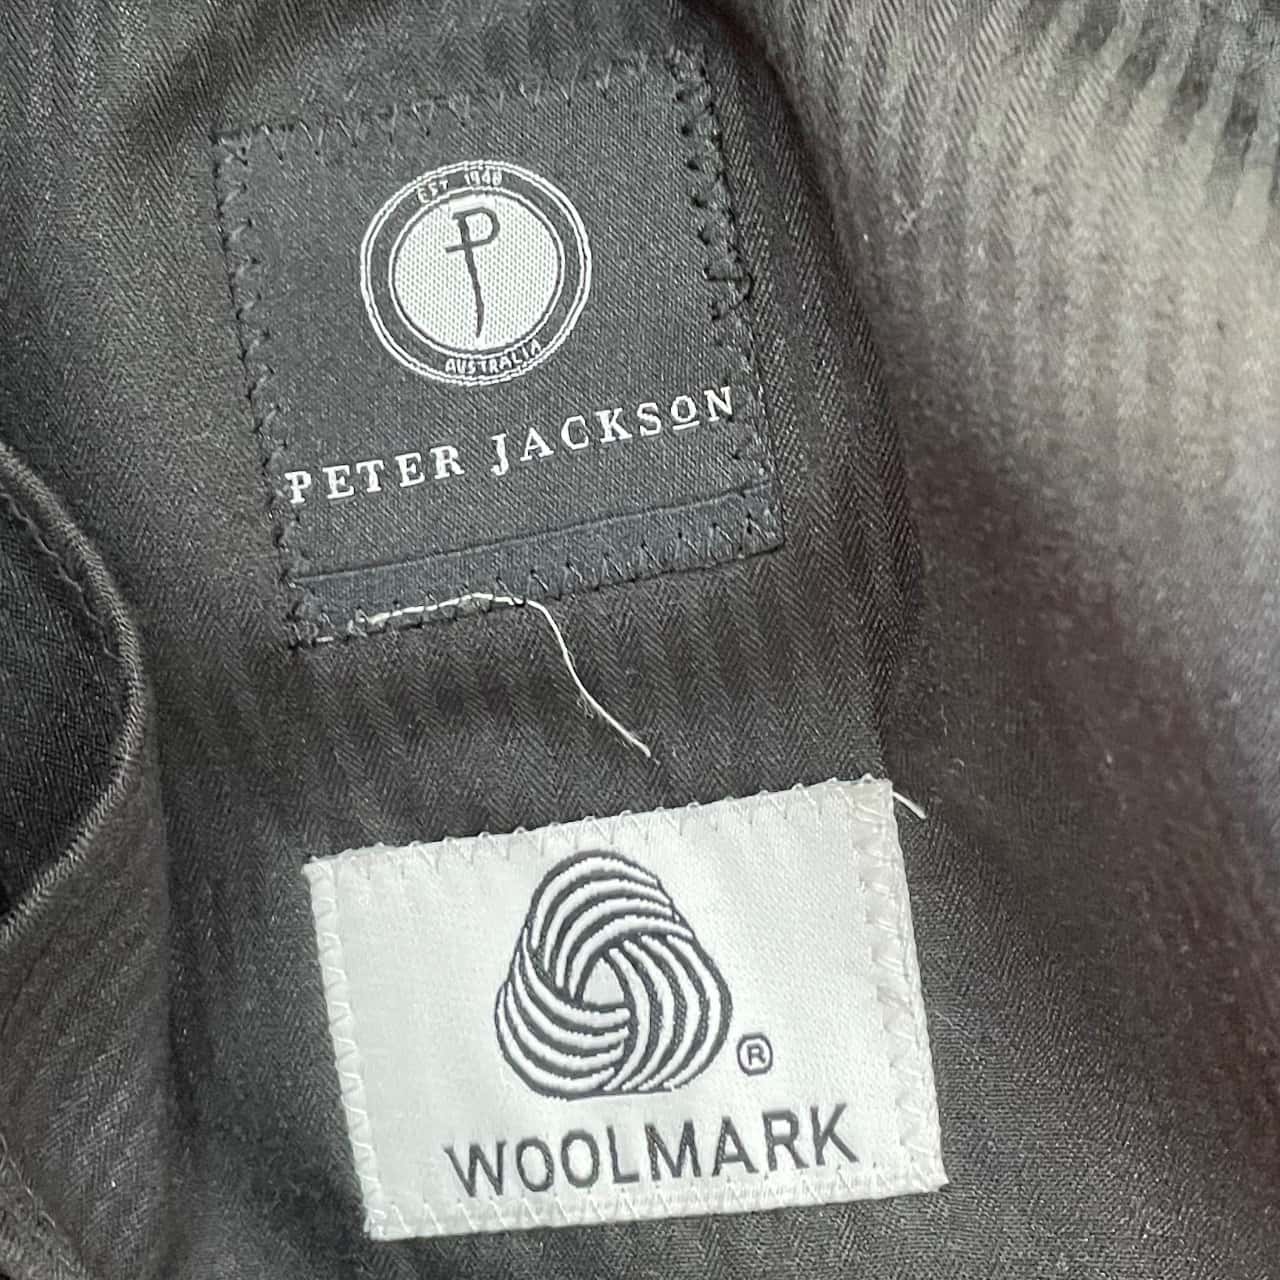 EST 1948
P
AUSTRALIA
PETER JACKSON
®
WOOLMARK